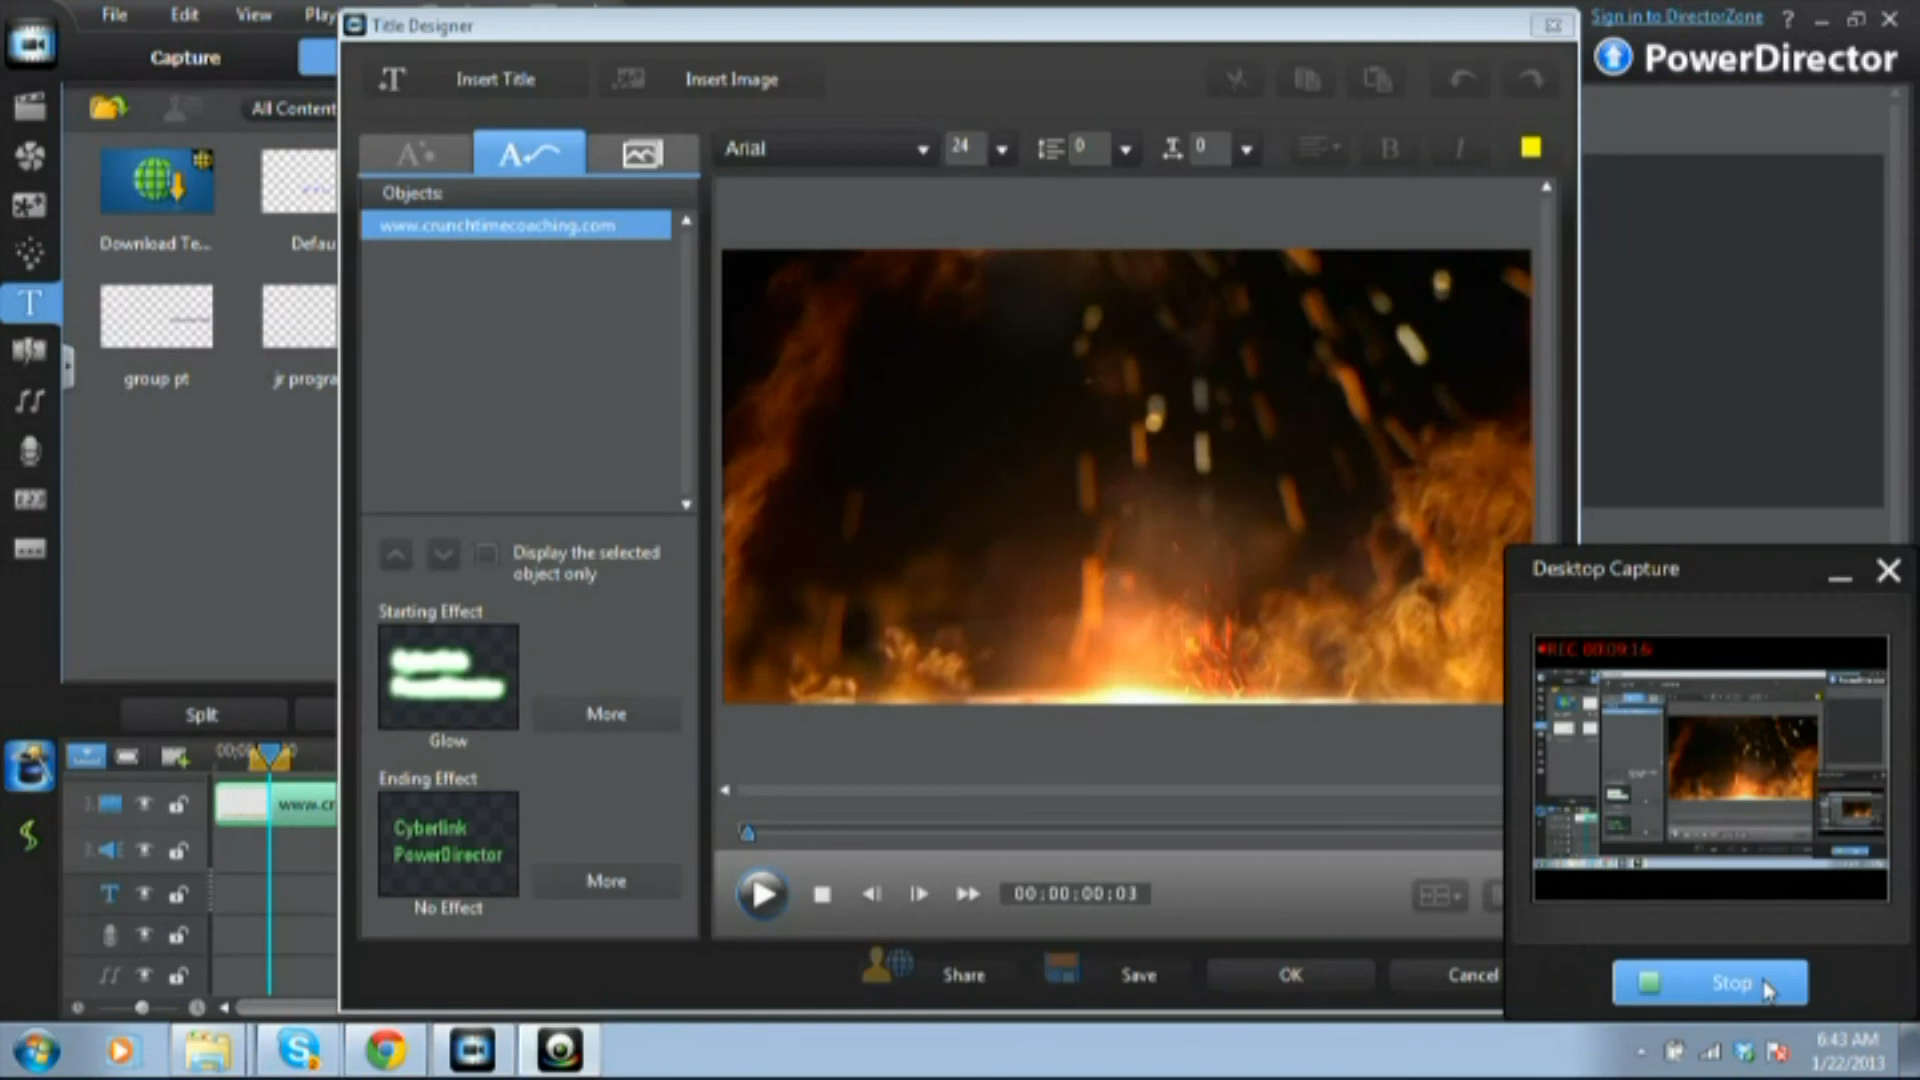 File Edit View Play
Capture
All Content
Download Te...
Defau
group pt
jr progra
Split
www.cr
Title Designer
Insert Title
Insert Image
Arial
24
0
0
B
I
Objects:
www.crunchtimecoaching.com
Display the selected
object only
Starting Effect
More
Glow
Ending Effect
Cyberlink
PowerDirector
More
No Effect
00:00:00:03
Share
Save
OK
Cancel
Sign in to DirectorZone
PowerDirector
Desktop Capture
REC 00:09:16
Stop
6:43 AM
1/22/2013